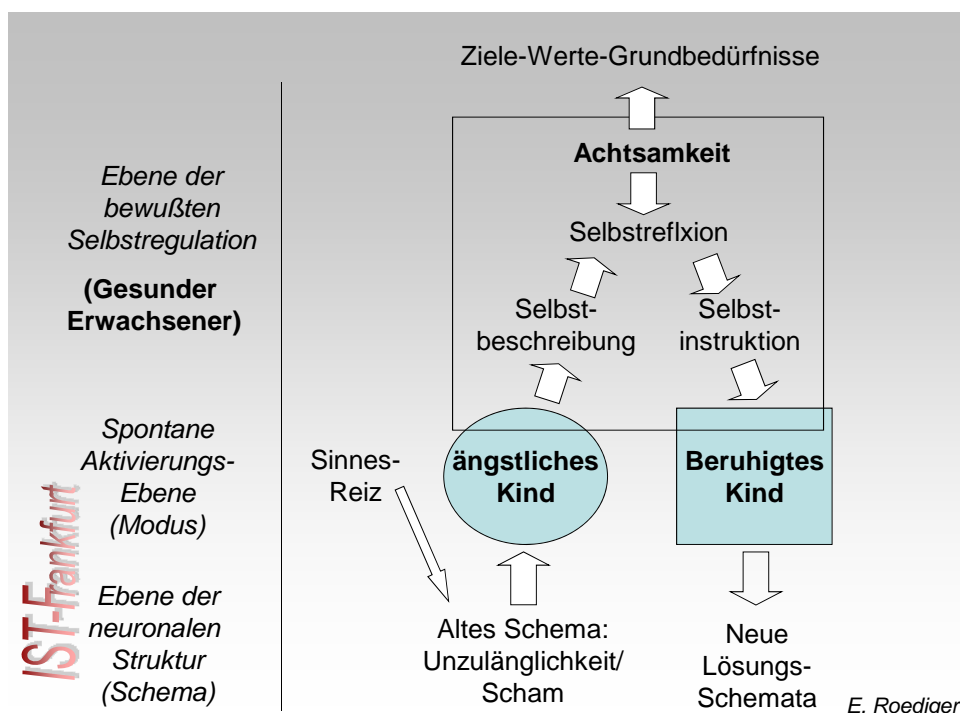 Ziele-Werte-Grundbedürfnisse
Achtsamkeit
Ebene der
bewußten
Selbstregulation
(Gesunder
Erwachsener)
Selbstreflxion
Selbst-
beschreibung
Selbst-
instruktion
Spontane
Aktivierungs-
Ebene
(Modus)
Sinnes-
Reiz
ängstliches
Kind
Beruhigtes
Kind
IST-Frankfurt
Ebene der
neuronalen
Struktur
(Schema)
Altes Schema:
Unzulänglichkeit/
Scham
Neue
Lösungs-
Schemata
E. Roediger